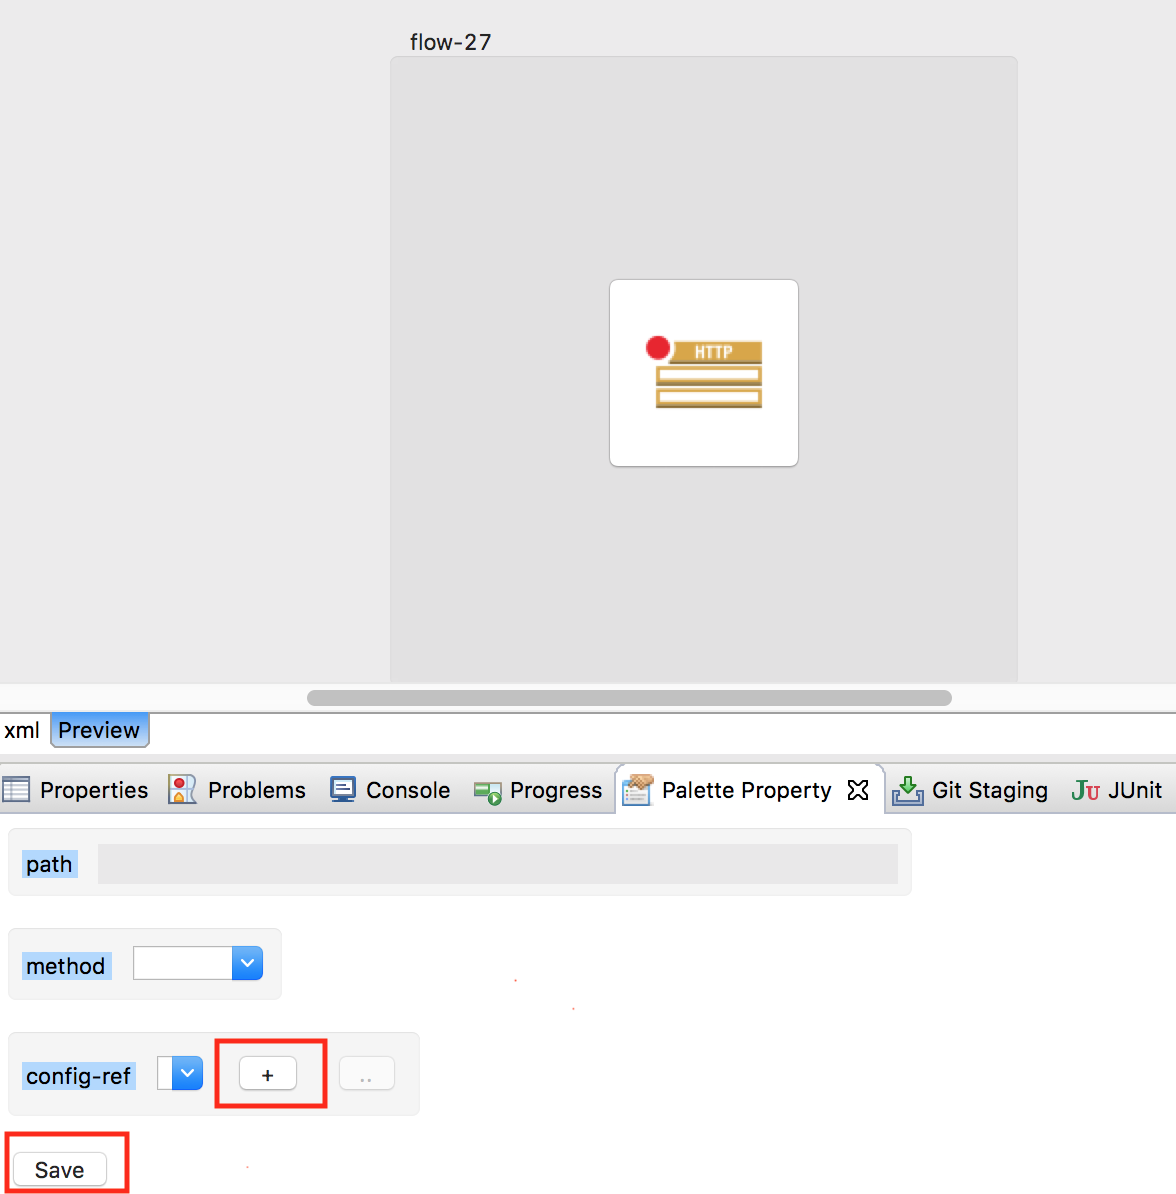 flow-27
HTTP
xml Preview
Properties Problems Console Progress Palette Property Git Staging JUnit
path
method
config-ref + ..
Save